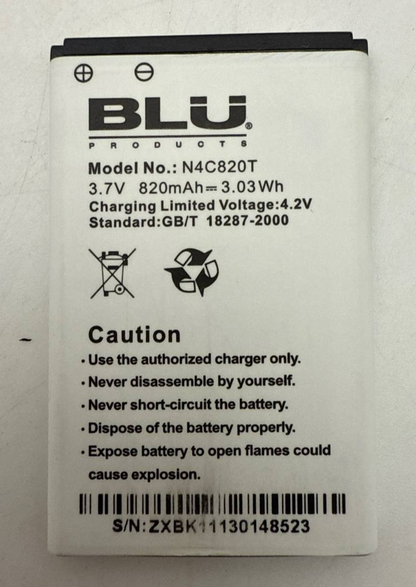 ⊕ ⊖
BLU®
PRODUCTS
Model No.: N4C820T
3.7V 820mAh⎓3.03Wh
Charging Limited Voltage:4.2V
Standard:GB/T 18287-2000
Caution
·Use the authorized charger only.
·Never disassemble by yourself.
·Never short-circuit the battery.
·Dispose of the battery properly.
·Expose battery to open flames could
cause explosion.
S/N:ZXBK11130148523